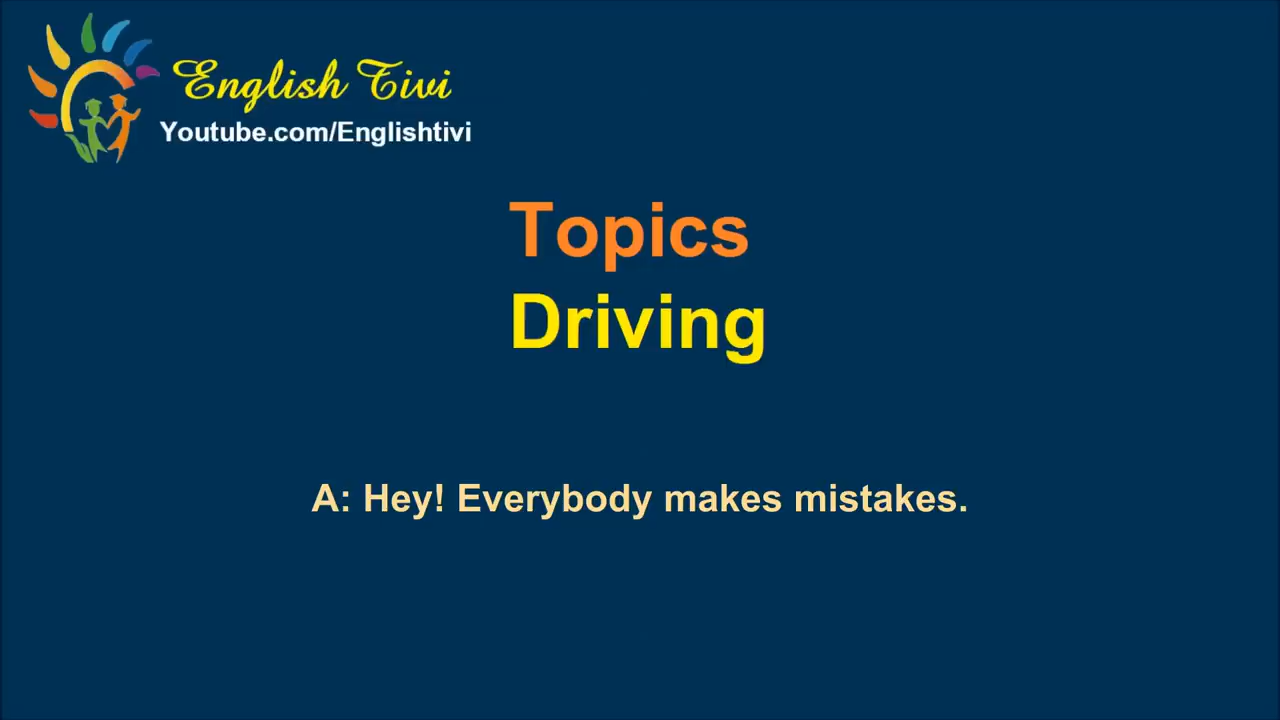 English Tivi
Youtube.com/Englishtivi
Topics
Driving
A: Hey! Everybody makes mistakes.